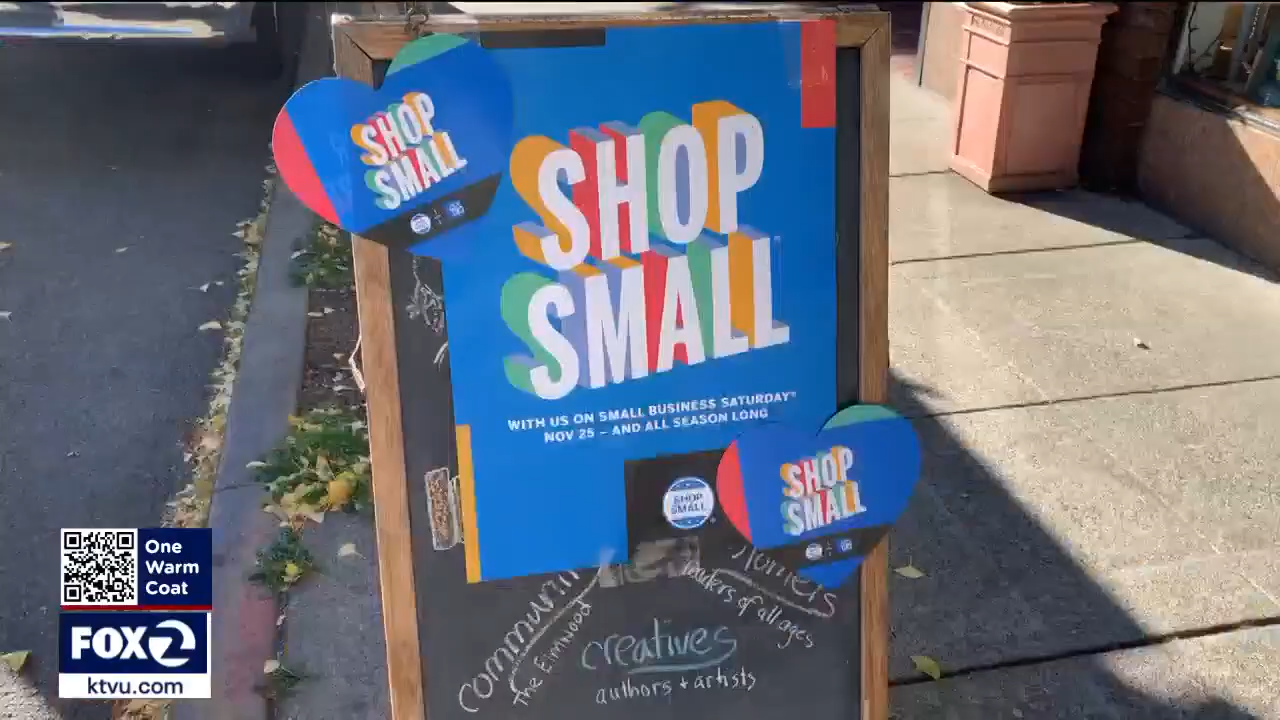 SHOP
SMALL
SHOP
SMALL
WITH US ON SMALL BUSINESS SATURDAY®
NOV 25 – AND ALL SEASON LONG
SHOP
SMALL
SHOP
SMALL
The Elmwood
of all ages
creatives
authors + artists
One
Warm
Coat
FOX 2
ktvu.com